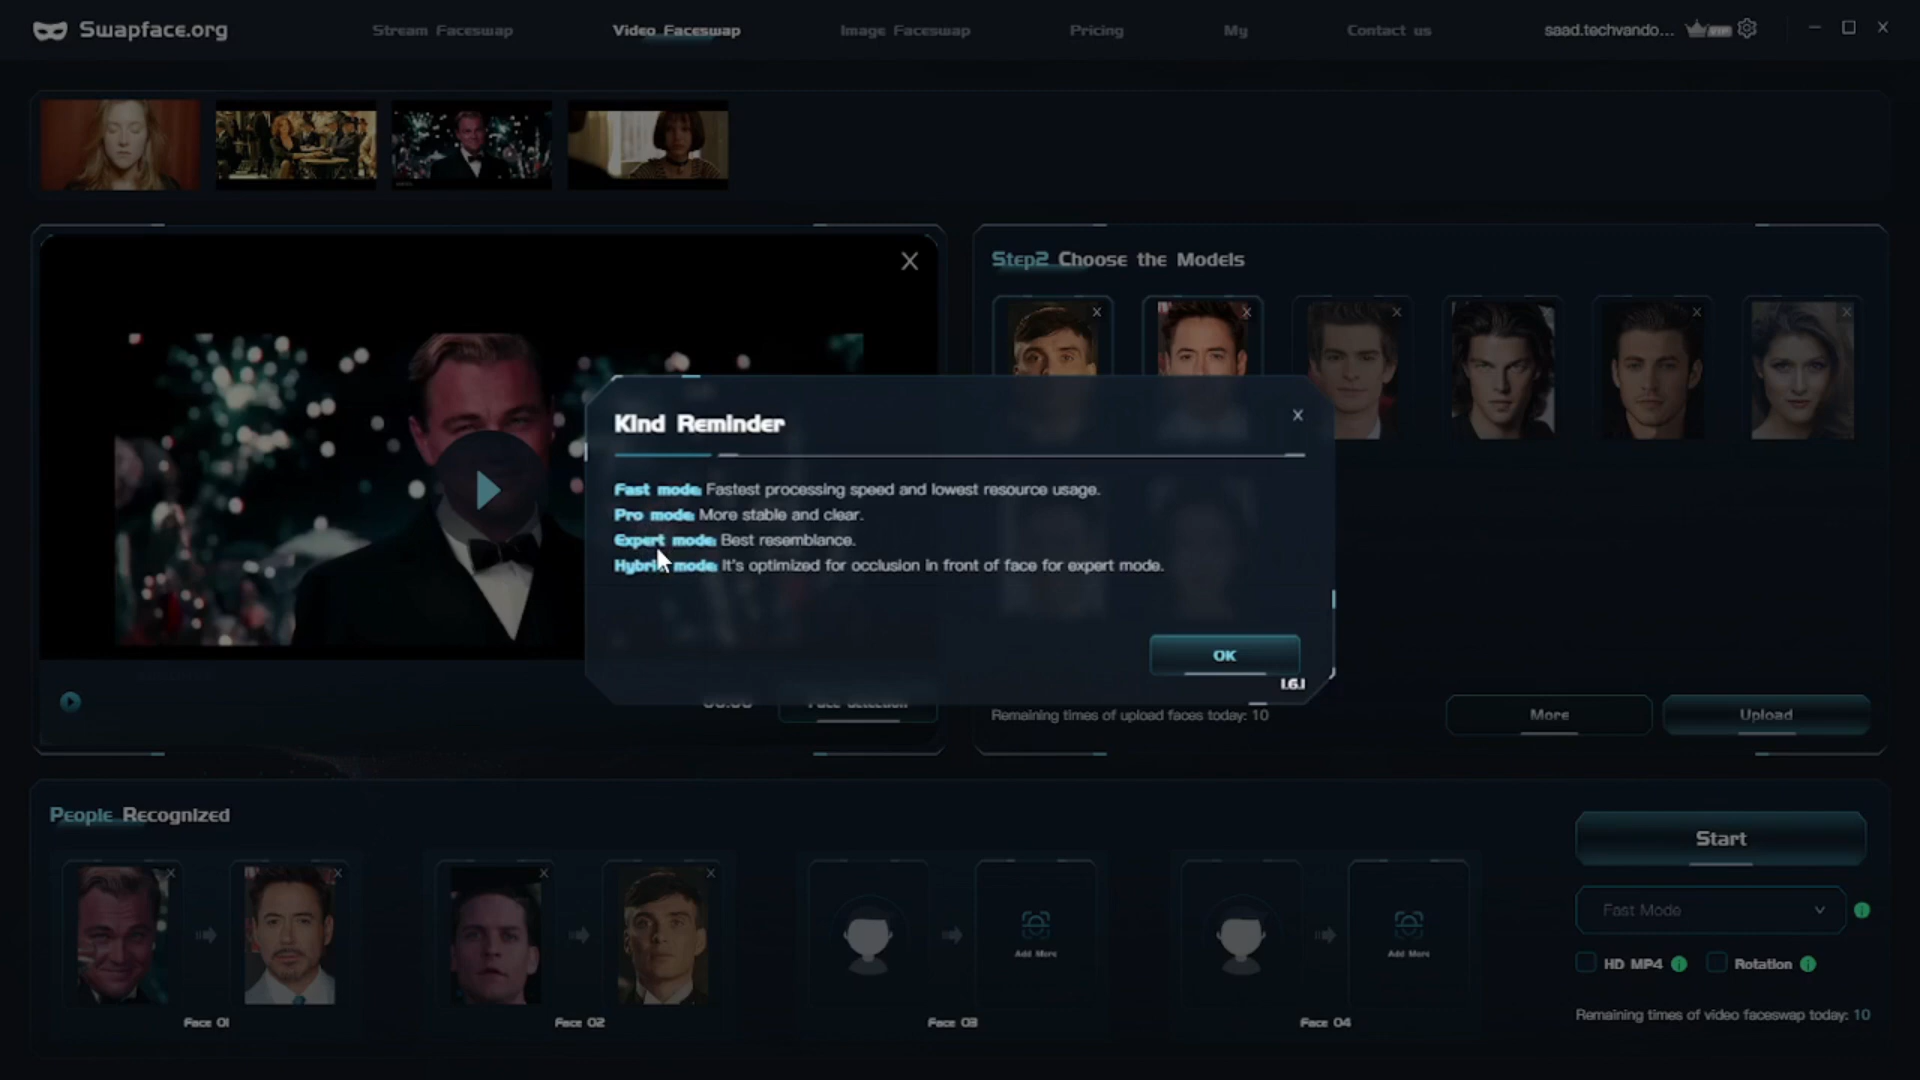 Swapface.org
Stream Faceswap
Video Faceswap
Image Faceswap
Pricing
My
Contact us
saad.techvando...
Step2 Choose the Models
Kind Reminder
Fast mode: Fastest processing speed and lowest resource usage.
Pro mode: More stable and clear.
Expert mode: Best resemblance.
Hybrid mode: It's optimized for occlusion in front of face for expert mode.
OK
1.6.1
Remaining times of upload faces today: 10
More
Upload
People Recognized
Start
Fast Mode
HD MP4
Rotation
Add More
Add More
Face 01
Face 02
Face 03
Face 04
Remaining times of video faceswap today: 10